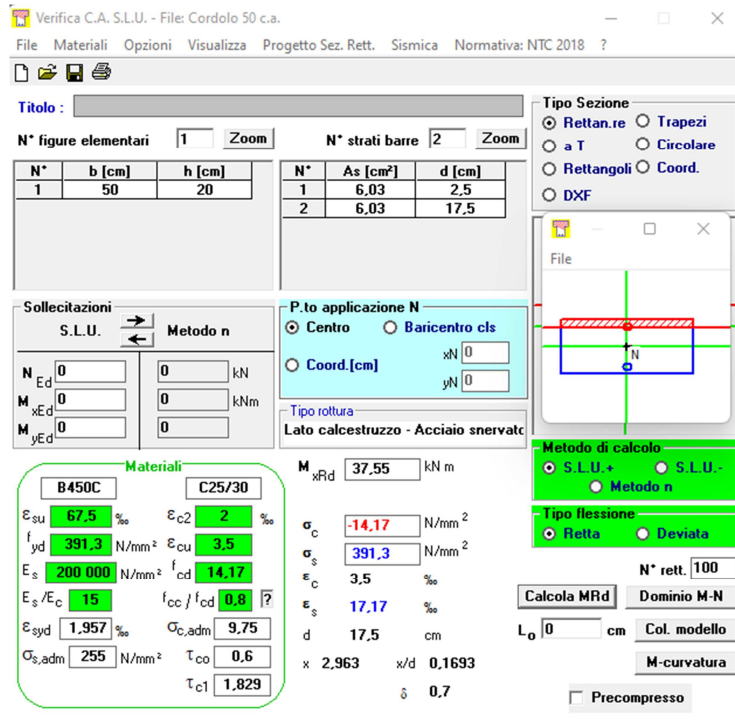 Verifica C.A. S.L.U. - File: Cordolo 50 c.a.
File Materiali Opzioni Visualizza Progetto Sez. Rett. Sismica Normativa: NTC 2018 ?
Titolo :
N* figure elementari 1 Zoom
N* strati barre 2 Zoom
N* b [cm] h [cm]
1 50 20
N* As [cm²] d [cm]
1 6,03 2,5
2 6,03 17,5
Tipo Sezione
Rettan.re Trapezi
a T Circolare
Rettangoli Coord.
DXF
File
N
Sollecitazioni
S.L.U. Metodo n
N Ed 0 0 kN
M xEd 0 0 kNm
M yEd 0 0
P.to applicazione N
Centro Baricentro cls
Coord.[cm] xN 0
yN 0
Tipo rottura
Lato calcestruzzo - Acciaio snervato
Metodo di calcolo
S.L.U.+ S.L.U.-
Metodo n
Tipo flessione
Retta Deviata
Materiali
B450C C25/30
εsu 67,5 ‰ εc2 2 ‰
fyd 391,3 N/mm² εcu 3,5
Es 200 000 N/mm² fcd 14,17
Es/Ec 15 fcc / fcd 0,8 ?
εsyd 1,957 ‰ σc,adm 9,75
σs,adm 255 N/mm² τco 0,6
τc1 1,829
M xRd 37,55 kN m
σc -14,17 N/mm²
σs 391,3 N/mm²
εc 3,5 ‰
εs 17,17 ‰
d 17,5 cm
x 2,963 x/d 0,1693
δ 0,7
N* rett. 100
Calcola MRd Dominio M-N
Lo 0 cm Col. modello
M-curvatura
Precompresso